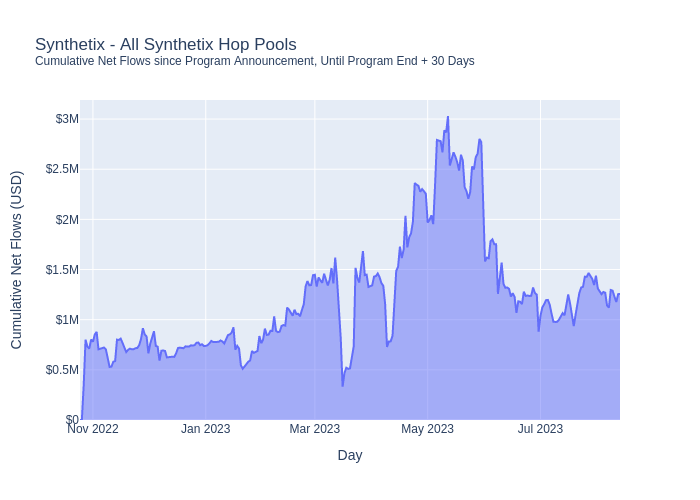 Synthetix - All Synthetix Hop Pools
Cumulative Net Flows since Program Announcement, Until Program End + 30 Days
Cumulative Net Flows (USD)
$3M
$2.5M
$2M
$1.5M
$1M
$0.5M
$0
Nov 2022 Jan 2023 Mar 2023 May 2023 Jul 2023
Day